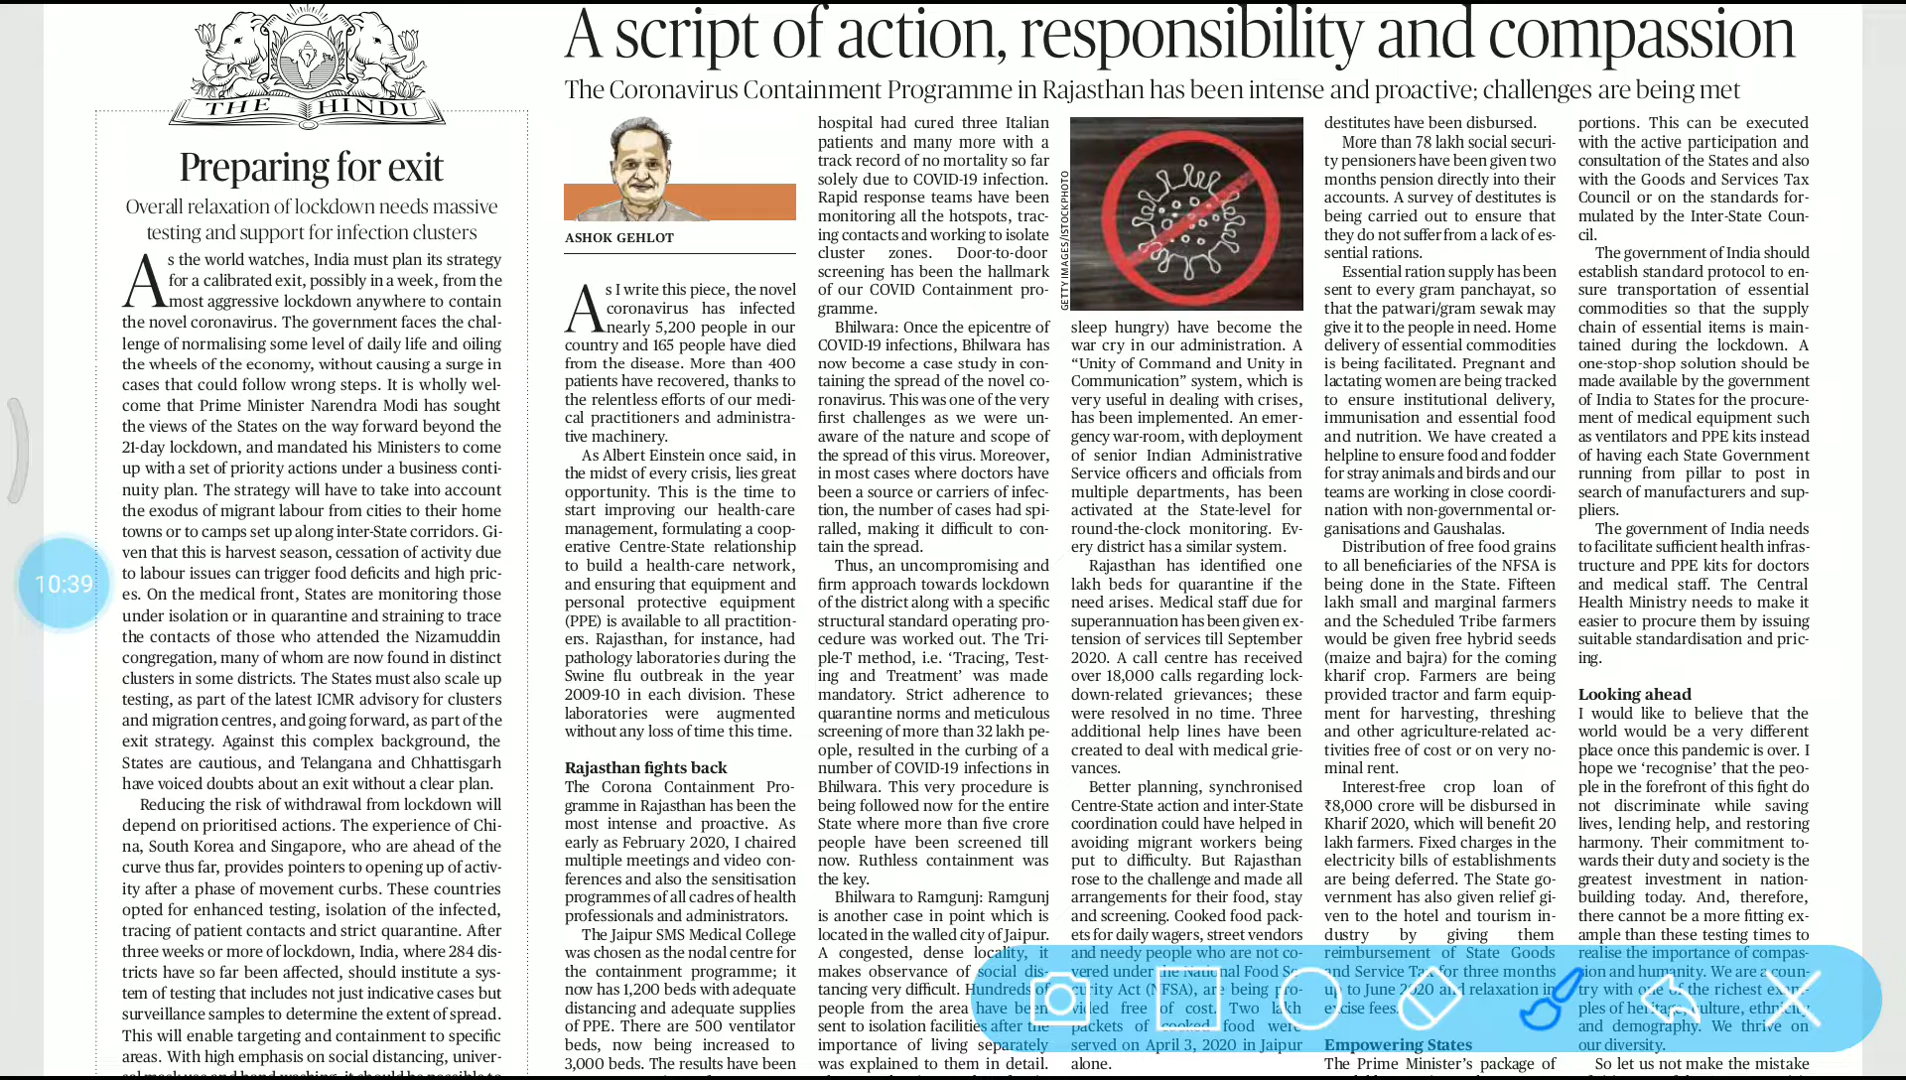 THE HINDU
Preparing for exit
Overall relaxation of lockdown needs massive
testing and support for infection clusters
As the world watches, India must plan its strategy
for a calibrated exit, possibly in a week, from the
most aggressive lockdown anywhere to contain
the novel coronavirus. The government faces the chal-
lenge of normalising some level of daily life and oiling
the wheels of the economy, without causing a surge in
cases that could follow wrong steps. It is wholly wel-
come that Prime Minister Narendra Modi has sought
the views of the States on the way forward beyond the
21-day lockdown, and mandated his Ministers to come
up with a set of priority actions under a business conti-
nuity plan. The strategy will have to take into account
the exodus of migrant labour from cities to their home
towns or to camps set up along inter-State corridors. Gi-
ven that this is harvest season, cessation of activity due
to labour issues can trigger food deficits and high pric-
es. On the medical front, States are monitoring those
under isolation or in quarantine and straining to trace
the contacts of those who attended the Nizamuddin
congregation, many of whom are now found in distinct
clusters in some districts. The States must also scale up
testing, as part of the latest ICMR advisory for clusters
and migration centres, and going forward, as part of the
exit strategy. Against this complex background, the
States are cautious, and Telangana and Chhattisgarh
have voiced doubts about an exit without a clear plan.
Reducing the risk of withdrawal from lockdown will
depend on prioritised actions. The experience of Chi-
na, South Korea and Singapore, who are ahead of the
curve thus far, provides pointers to opening up of activ-
ity after a phase of movement curbs. These countries
opted for enhanced testing, isolation of the infected,
tracing of patient contacts and strict quarantine. After
three weeks or more of lockdown, India, where 284 dis-
tricts have so far been affected, should institute a sys-
tem of testing that includes not just indicative cases but
surveillance samples to determine the extent of spread.
This will enable targeting and containment to specific
areas. With high emphasis on social distancing, univer-
10:39
A script of action, responsibility and compassion
The Coronavirus Containment Programme in Rajasthan has been intense and proactive; challenges are being met
ASHOK GEHLOT
As I write this piece, the novel
coronavirus has infected
nearly 5,200 people in our
country and 165 people have died
from the disease. More than 400
patients have recovered, thanks to
the relentless efforts of our medi-
cal practitioners and administra-
tive machinery.
As Albert Einstein once said, in
the midst of every crisis, lies great
opportunity. This is the time to
start improving our health-care
management, formulating a coop-
erative Centre-State relationship
to build a health-care network,
and ensuring that equipment and
personal protective equipment
(PPE) is available to all practition-
ers. Rajasthan, for instance, had
pathology laboratories during the
Swine flu outbreak in the year
2009-10 in each division. These
laboratories were augmented
without any loss of time this time.
Rajasthan fights back
The Corona Containment Pro-
gramme in Rajasthan has been the
most intense and proactive. As
early as February 2020, I chaired
multiple meetings and video con-
ferences and also the sensitisation
programmes of all cadres of health
professionals and administrators.
The Jaipur SMS Medical College
was chosen as the nodal centre for
the containment programme; it
now has 1,200 beds with adequate
distancing and adequate supplies
of PPE. There are 500 ventilator
beds, now being increased to
3,000 beds. The results have been
hospital had cured three Italian
patients and many more with a
track record of no mortality so far
solely due to COVID-19 infection.
Rapid response teams have been
monitoring all the hotspots, trac-
ing contacts and working to isolate
cluster zones. Door-to-door
screening has been the hallmark
of our COVID Containment pro-
gramme.
Bhilwara: Once the epicentre of
COVID-19 infections, Bhilwara has
now become a case study in con-
taining the spread of the novel co-
ronavirus. This was one of the very
first challenges as we were un-
aware of the nature and scope of
the spread of this virus. Moreover,
in most cases where doctors have
been a source or carriers of infec-
tion, the number of cases had spi-
ralled, making it difficult to con-
tain the spread.
Thus, an uncompromising and
firm approach towards lockdown
of the district along with a specific
structural standard operating pro-
cedure was worked out. The Tri-
ple-T method, i.e. ‘Tracing, Test-
ing and Treatment’ was made
mandatory. Strict adherence to
quarantine norms and meticulous
screening of more than 32 lakh pe-
ople, resulted in the curbing of a
number of COVID-19 infections in
Bhilwara. This very procedure is
being followed now for the entire
State where more than five crore
people have been screened till
now. Ruthless containment was
the key.
Bhilwara to Ramgunj: Ramgunj
is another case in point which is
located in the walled city of Jaipur.
A congested, dense locality, it
makes observance of social dis-
tancing very difficult. Hundreds of
people from the area have been
sent to isolation facilities after the
importance of living separately
was explained to them in detail.
GETTY IMAGES/ISTOCKPHOTO
sleep hungry) have become the
war cry in our administration. A
“Unity of Command and Unity in
Communication” system, which is
very useful in dealing with crises,
has been implemented. An emer-
gency war-room, with deployment
of senior Indian Administrative
Service officers and officials from
multiple departments, has been
activated at the State-level for
round-the-clock monitoring. Ev-
ery district has a similar system.
Rajasthan has identified one
lakh beds for quarantine if the
need arises. Medical staff due for
superannuation has been given ex-
tension of services till September
2020. A call centre has received
over 18,000 calls regarding lock-
down-related grievances; these
were resolved in no time. Three
additional help lines have been
created to deal with medical grie-
vances.
Better planning, synchronised
Centre-State action and inter-State
coordination could have helped in
avoiding migrant workers being
put to difficulty. But Rajasthan
rose to the challenge and made all
arrangements for their food, stay
and screening. Cooked food pack-
ets for daily wagers, street vendors
and needy people who are not co-
vered under the National Food Se-
curity Act (NFSA), are being pro-
vided free of cost. Two lakh
packets of cooked food were
served on April 3, 2020 in Jaipur
alone.
destitutes have been disbursed.
More than 78 lakh social securi-
ty pensioners have been given two
months pension directly into their
accounts. A survey of destitutes is
being carried out to ensure that
they do not suffer from a lack of es-
sential rations.
Essential ration supply has been
sent to every gram panchayat, so
that the patwari/gram sewak may
give it to the people in need. Home
delivery of essential commodities
is being facilitated. Pregnant and
lactating women are being tracked
to ensure institutional delivery,
immunisation and essential food
and nutrition. We have created a
helpline to ensure food and fodder
for stray animals and birds and our
teams are working in close coordi-
nation with non-governmental or-
ganisations and Gaushalas.
Distribution of free food grains
to all beneficiaries of the NFSA is
being done in the State. Fifteen
lakh small and marginal farmers
and the Scheduled Tribe farmers
would be given free hybrid seeds
(maize and bajra) for the coming
kharif crop. Farmers are being
provided tractor and farm equip-
ment for harvesting, threshing
and other agriculture-related ac-
tivities free of cost or on very no-
minal rent.
Interest-free crop loan of
₹8,000 crore will be disbursed in
Kharif 2020, which will benefit 20
lakh farmers. Fixed charges in the
electricity bills of establishments
are being deferred. The State go-
vernment has also given relief gi-
ven to the hotel and tourism in-
dustry by giving them
reimbursement of State Goods
and Service Tax for three months
up to June 2020 and relaxation in
excise fees.
Empowering States
The Prime Minister’s package of
portions. This can be executed
with the active participation and
consultation of the States and also
with the Goods and Services Tax
Council or on the standards for-
mulated by the Inter-State Coun-
cil.
The government of India should
establish standard protocol to en-
sure transportation of essential
commodities so that the supply
chain of essential items is main-
tained during the lockdown. A
one-stop-shop solution should be
made available by the government
of India to States for the procure-
ment of medical equipment such
as ventilators and PPE kits instead
of having each State Government
running from pillar to post in
search of manufacturers and sup-
pliers.
The government of India needs
to facilitate sufficient health infras-
tructure and PPE kits for doctors
and medical staff. The Central
Health Ministry needs to make it
easier to procure them by issuing
suitable standardisation and pric-
ing.
Looking ahead
I would like to believe that the
world would be a very different
place once this pandemic is over. I
hope we ‘recognise’ that the peo-
ple in the forefront of this fight do
not discriminate while saving
lives, lending help, and restoring
harmony. Their commitment to-
wards their duty and society is the
greatest investment in nation-
building today. And, therefore,
there cannot be a more fitting ex-
ample than these testing times to
realise the importance of compas-
sion and humanity. We are a coun-
try with one of the richest exam-
ples of heritage, culture, ethnicity
and demography. We thrive on
our diversity.
So let us not make the mistake